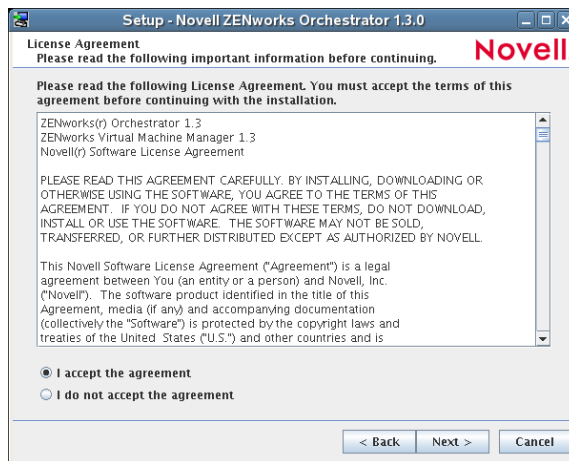 Setup - Novell ZENworks Orchestrator 1.3.0
License Agreement
Please read the following important information before continuing.
Novell
Please read the following License Agreement. You must accept the terms of this
agreement before continuing with the installation.
ZENworks(r) Orchestrator 1.3
ZENworks Virtual Machine Manager 1.3
Novell(r) Software License Agreement
PLEASE READ THIS AGREEMENT CAREFULLY. BY INSTALLING, DOWNLOADING OR
OTHERWISE USING THE SOFTWARE, YOU AGREE TO THE TERMS OF THIS
AGREEMENT.  IF YOU DO NOT AGREE WITH THESE TERMS, DO NOT DOWNLOAD,
INSTALL OR USE THE SOFTWARE.  THE SOFTWARE MAY NOT BE SOLD,
TRANSFERRED, OR FURTHER DISTRIBUTED EXCEPT AS AUTHORIZED BY NOVELL.
This Novell Software License Agreement ("Agreement") is a legal
agreement between You (an entity or a person) and Novell, Inc.
("Novell").  The software product identified in the title of this
Agreement, media (if any) and accompanying documentation
(collectively the "Software") is protected by the copyright laws and
treaties of the United  States ("U.S.") and other countries and is
I accept the agreement
I do not accept the agreement
< Back
Next >
Cancel